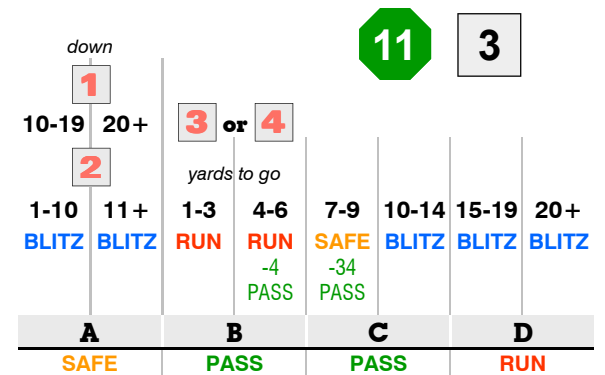 11 3
down
1
10-19 20+ 3 or 4
2 yards to go
1-10 11+ 1-3 4-6 7-9 10-14 15-19 20+
BLITZ BLITZ RUN RUN SAFE BLITZ BLITZ BLITZ
-4 -34
PASS PASS
A B C D
SAFE PASS PASS RUN